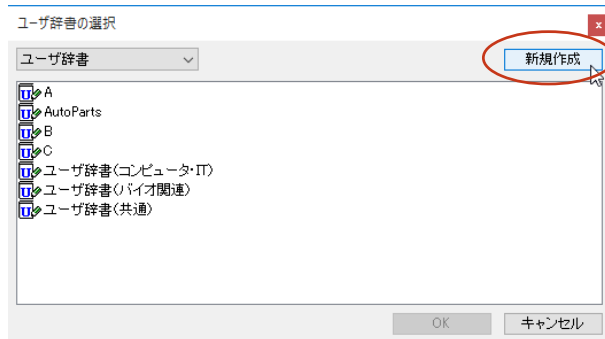 ユーザ辞書の選択
x
ユーザ辞書
新規作成
U A
U AutoParts
U B
U C
U ユーザ辞書(コンピュータ・IT)
U ユーザ辞書(バイオ関連)
U ユーザ辞書(共通)
OK
キャンセル